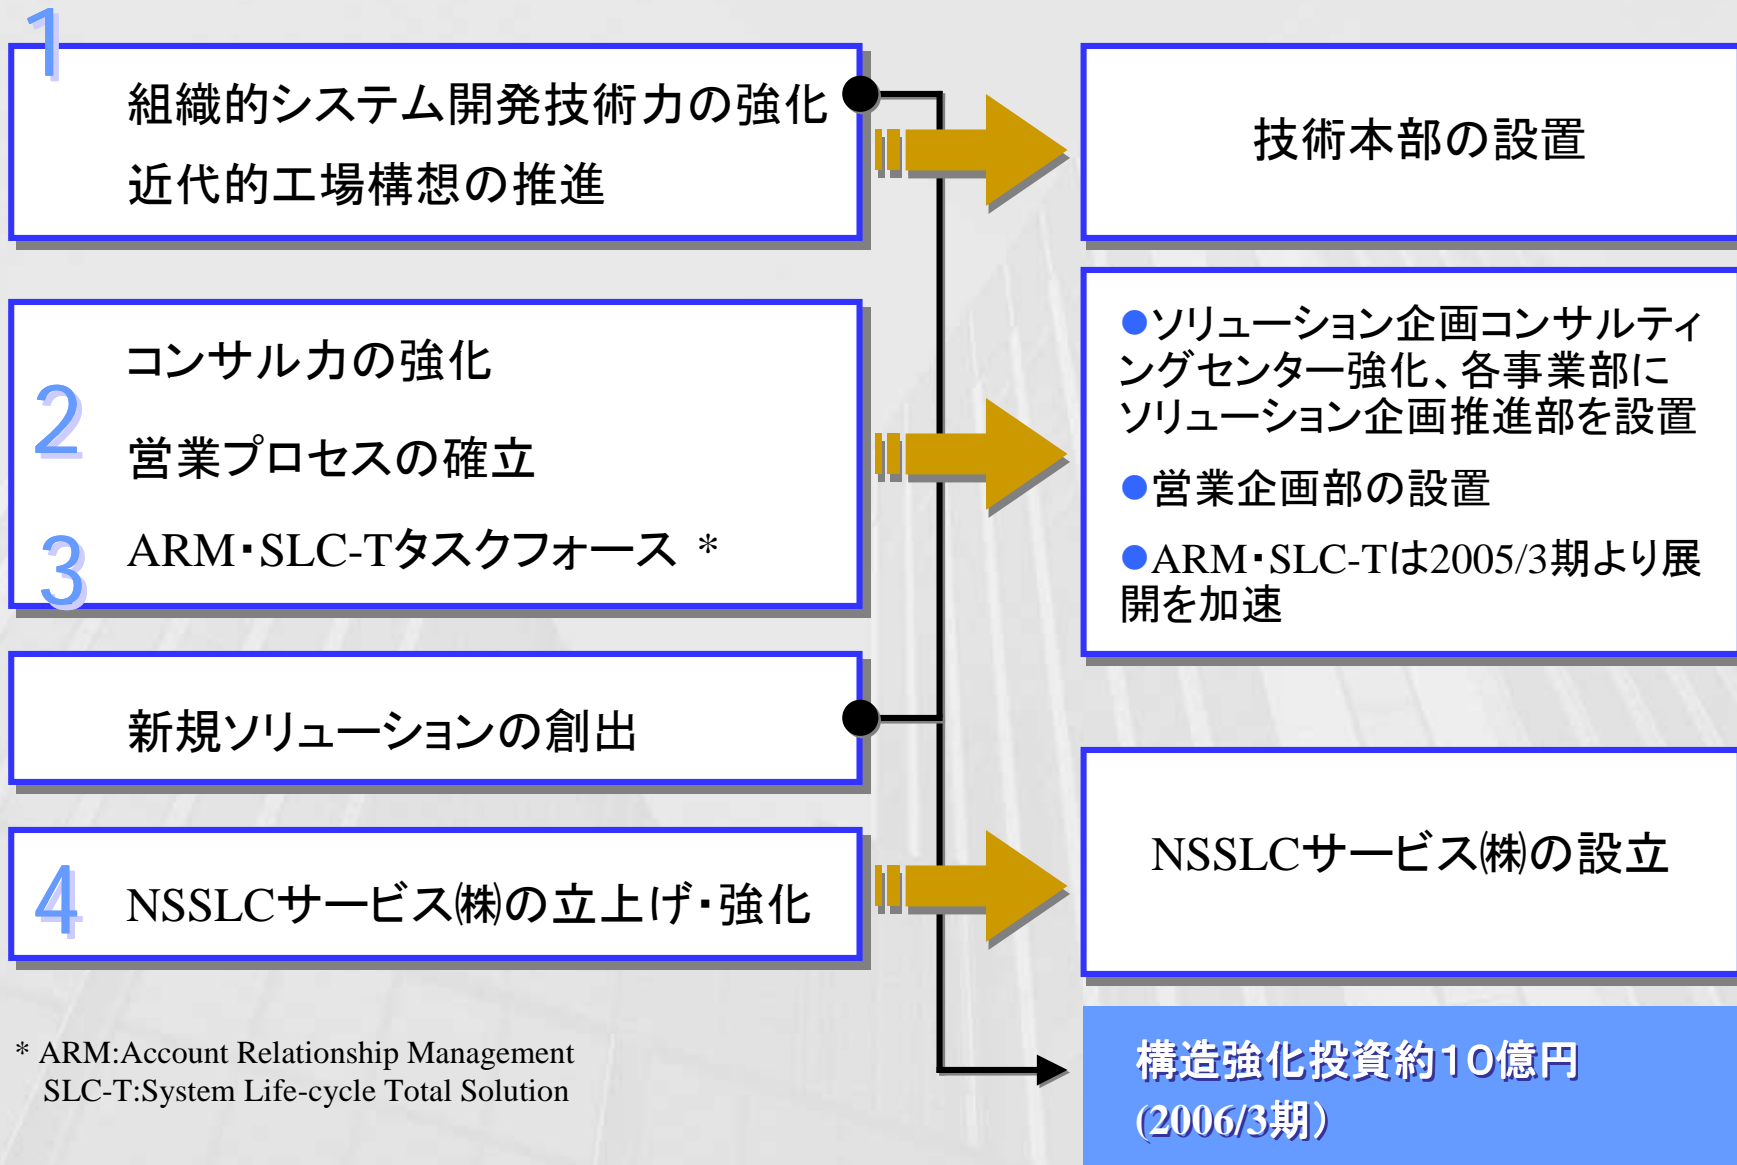 1
組織的システム開発技術力の強化
近代的工場構想の推進
技術本部の設置
2
コンサル力の強化
営業プロセスの確立
3
ARM・SLC-Tタスクフォース *
●ソリューション企画コンサルティ
ングセンター強化、各事業部に
ソリューション企画推進部を設置
●営業企画部の設置
●ARM・SLC-Tは2005/3期より展
開を加速
新規ソリューションの創出
4
NSSLCサービス㈱の立上げ・強化
NSSLCサービス㈱の設立
* ARM:Account Relationship Management
SLC-T:System Life-cycle Total Solution
構造強化投資約10億円
(2006/3期)